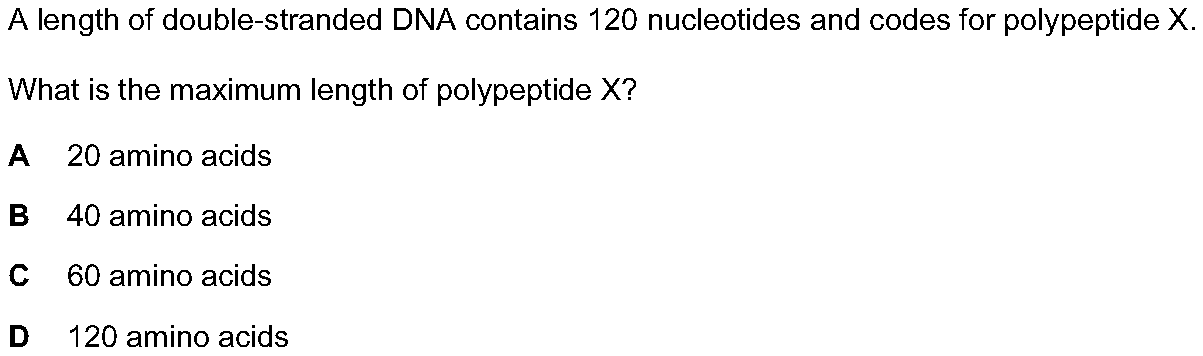 A length of double-stranded DNA contains 120 nucleotides and codes for polypeptide X.
What is the maximum length of polypeptide X?
A 20 amino acids
B 40 amino acids
C 60 amino acids
D 120 amino acids